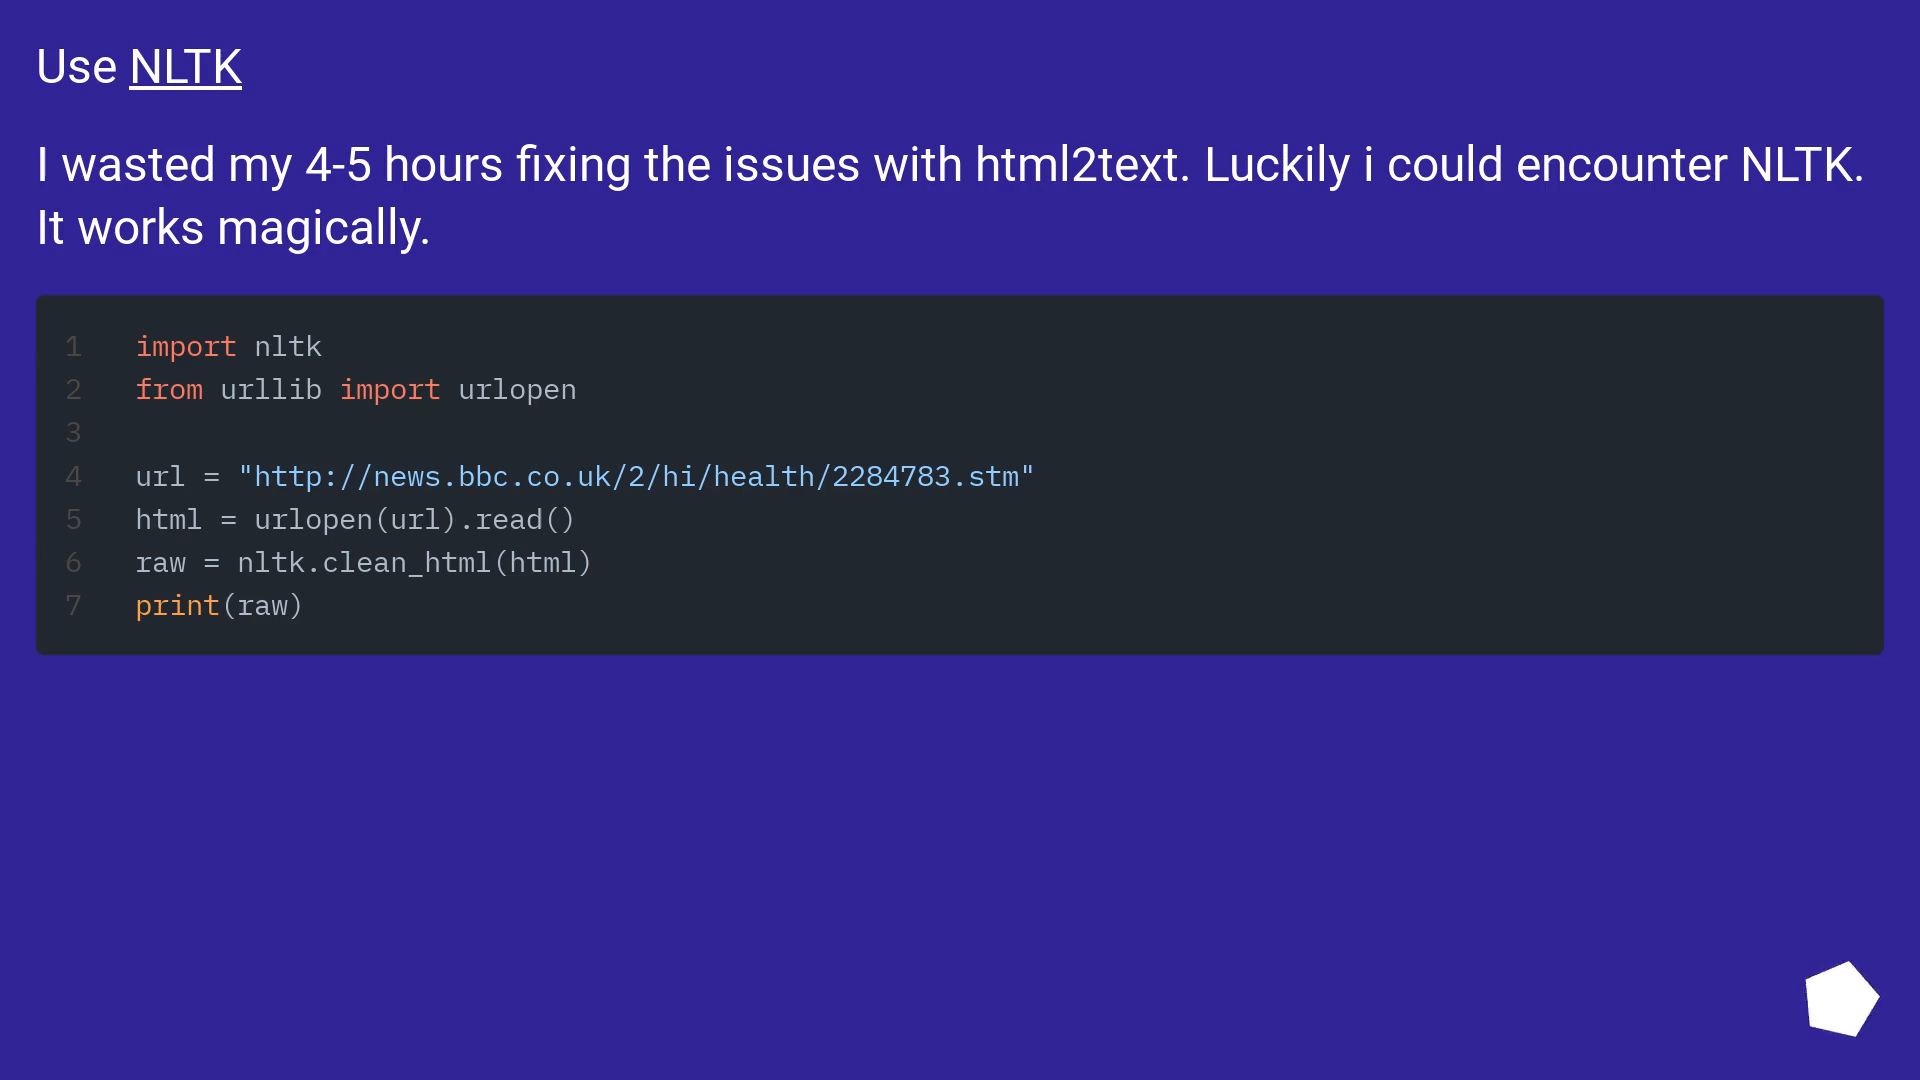 Use NLTK
I wasted my 4-5 hours fixing the issues with html2text. Luckily i could encounter NLTK.
It works magically.
1 import nltk
2 from urllib import urlopen
3
4 url = "http://news.bbc.co.uk/2/hi/health/2284783.stm"
5 html = urlopen(url).read()
6 raw = nltk.clean_html(html)
7 print(raw)